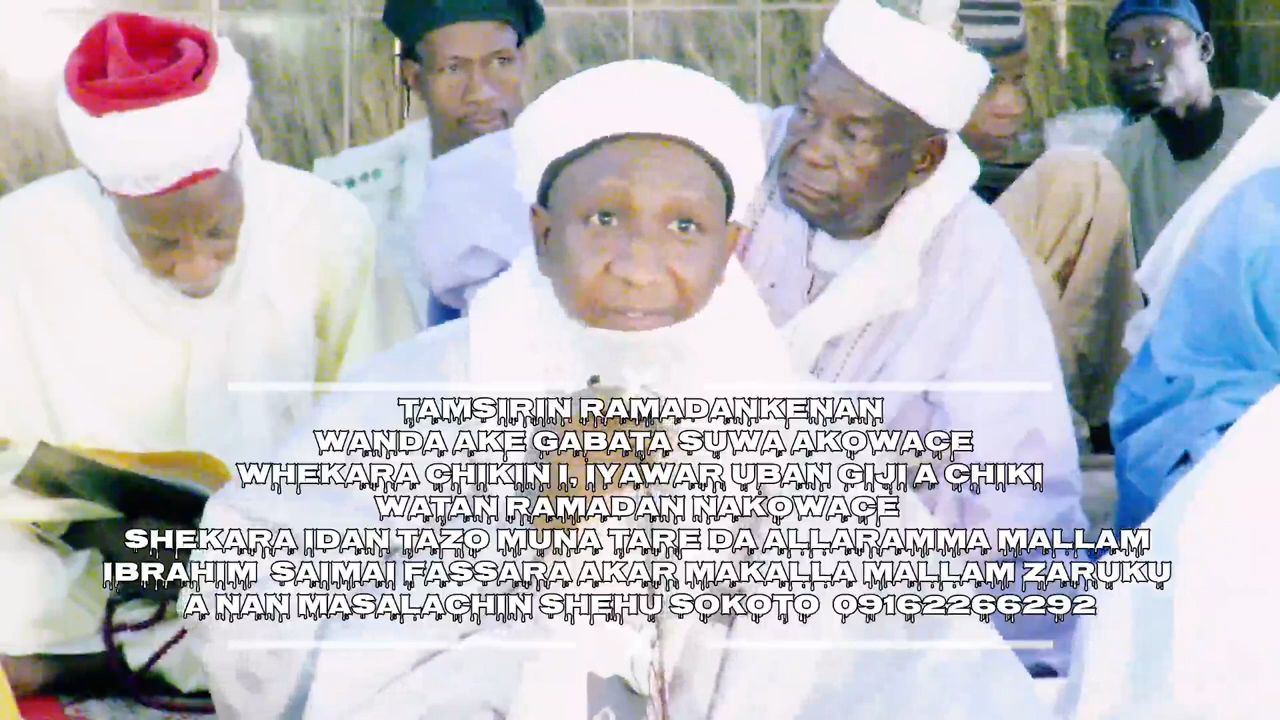 TAMSIRIN RAMADANKENAN
WANDA AKE GABATA SUWA AKOWACE
WHEKARA CHIKIN I, IYAWAR UBAN GIJI A CHIKI
WATAN RAMADAN NAKOWACE
SHEKARA IDAN TAZO MUNA TARE DA ALLARAMMA MALLAM
IBRAHIM SAIMAI FASSARA AKAR MAKALLA MALLAM ZARUKU
A NAN MASALACHIN SHEHU SOKOTO 09162266292